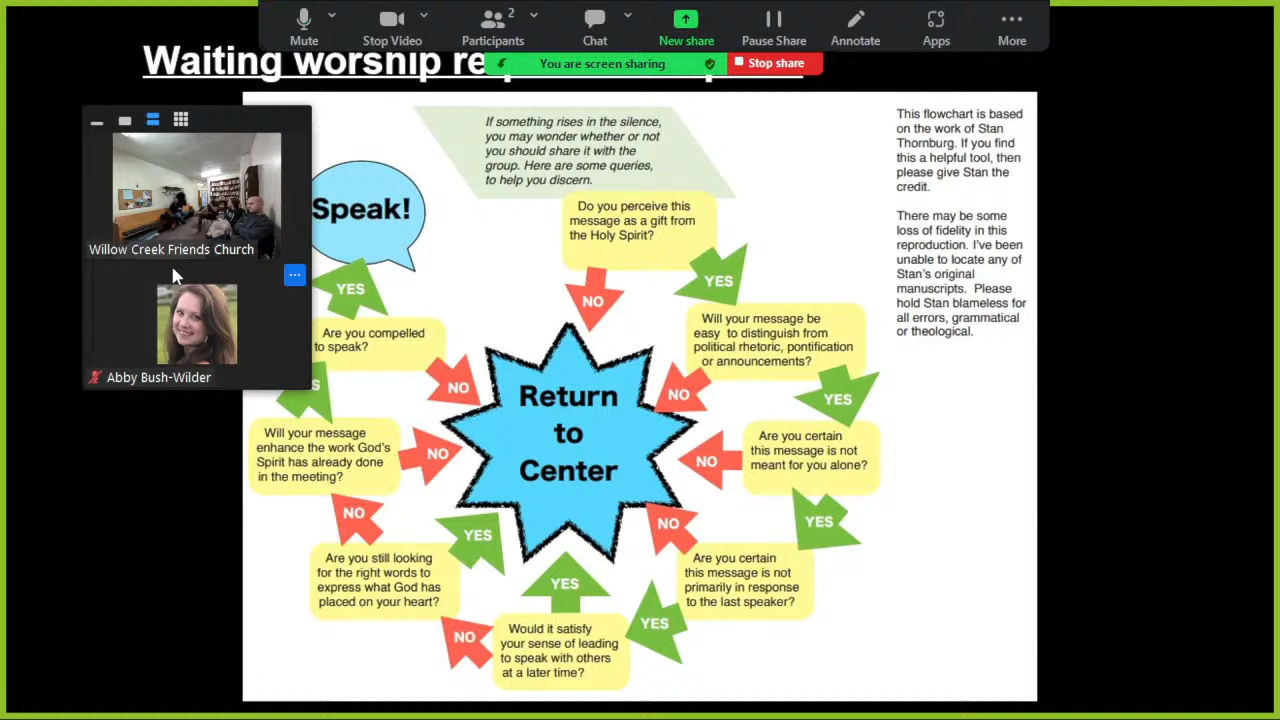 Mute
Stop Video
2
Participants
Chat
New share
Pause Share
Annotate
Apps
More
You are screen sharing
Stop share
Waiting worship
Willow Creek Friends Church
Abby Bush-Wilder
If something rises in the silence,
you may wonder whether or not
you should share it with the
group. Here are some queries,
to help you discern.
This flowchart is based
on the work of Stan
Thornburg. If you find
this a helpful tool, then
please give Stan the
credit.
There may be some
loss of fidelity in this
reproduction. I've been
unable to locate any of
Stan's original
manuscripts. Please
hold Stan blameless for
all errors, grammatical
or theological.
Speak!
Do you perceive this
message as a gift from
the Holy Spirit?
YES
NO
Will your message be
easy to distinguish from
political rhetoric, pontification
or announcements?
NO
YES
Are you certain
this message is not
meant for you alone?
NO
YES
Are you certain
this message is not
primarily in response
to the last speaker?
NO
YES
Would it satisfy
your sense of leading
to speak with others
at a later time?
YES
NO
Are you still looking
for the right words to
express what God has
placed on your heart?
YES
NO
Will your message
enhance the work God's
Spirit has already done
in the meeting?
NO
Are you compelled
to speak?
NO
YES
Return
to
Center